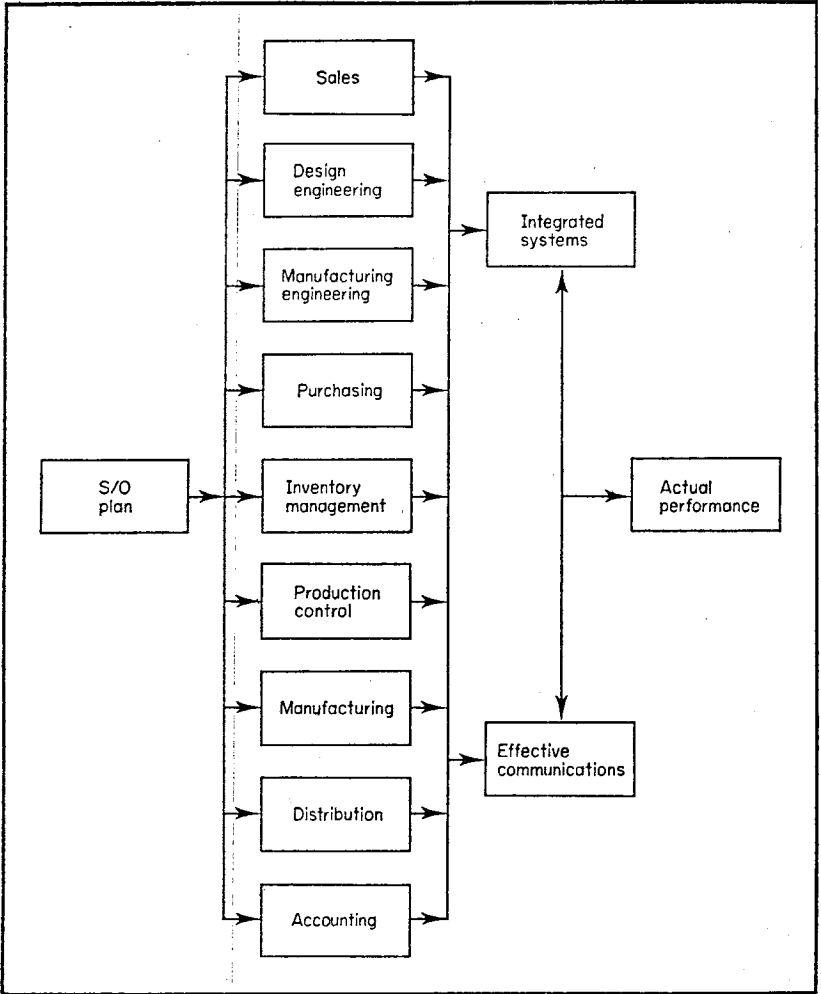 Sales
Design
engineering
Manufacturing
engineering
Purchasing
S/O
plan
Inventory
management
Production
control
Manufacturing
Distribution
Accounting
Integrated
systems
Effective
communications
Actual
performance